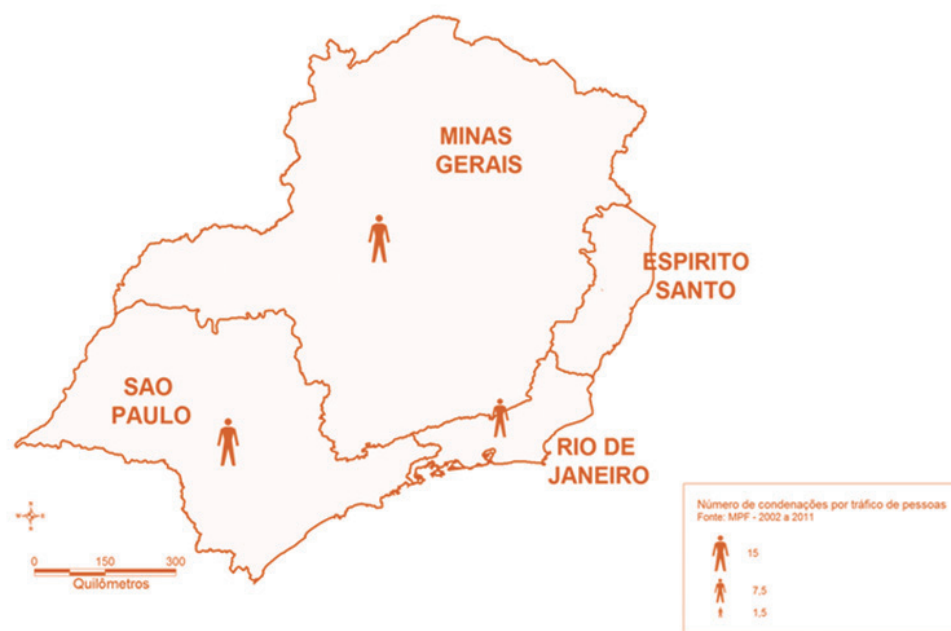 MINAS
GERAIS
ESPIRITO
SANTO
SAO
PAULO
RIO DE
JANEIRO
0 150 300
Quilômetros
Número de condenações por tráfico de pessoas
Fonte: MPF - 2002 a 2011
15
7,5
1,5